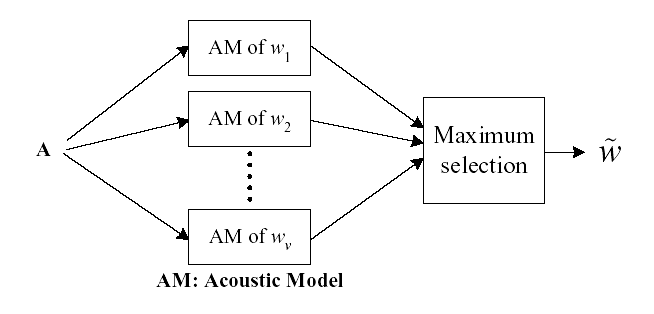 AM of w₁
AM of w₂
A
Maximum
selection
w̃
AM of wᵥ
AM: Acoustic Model